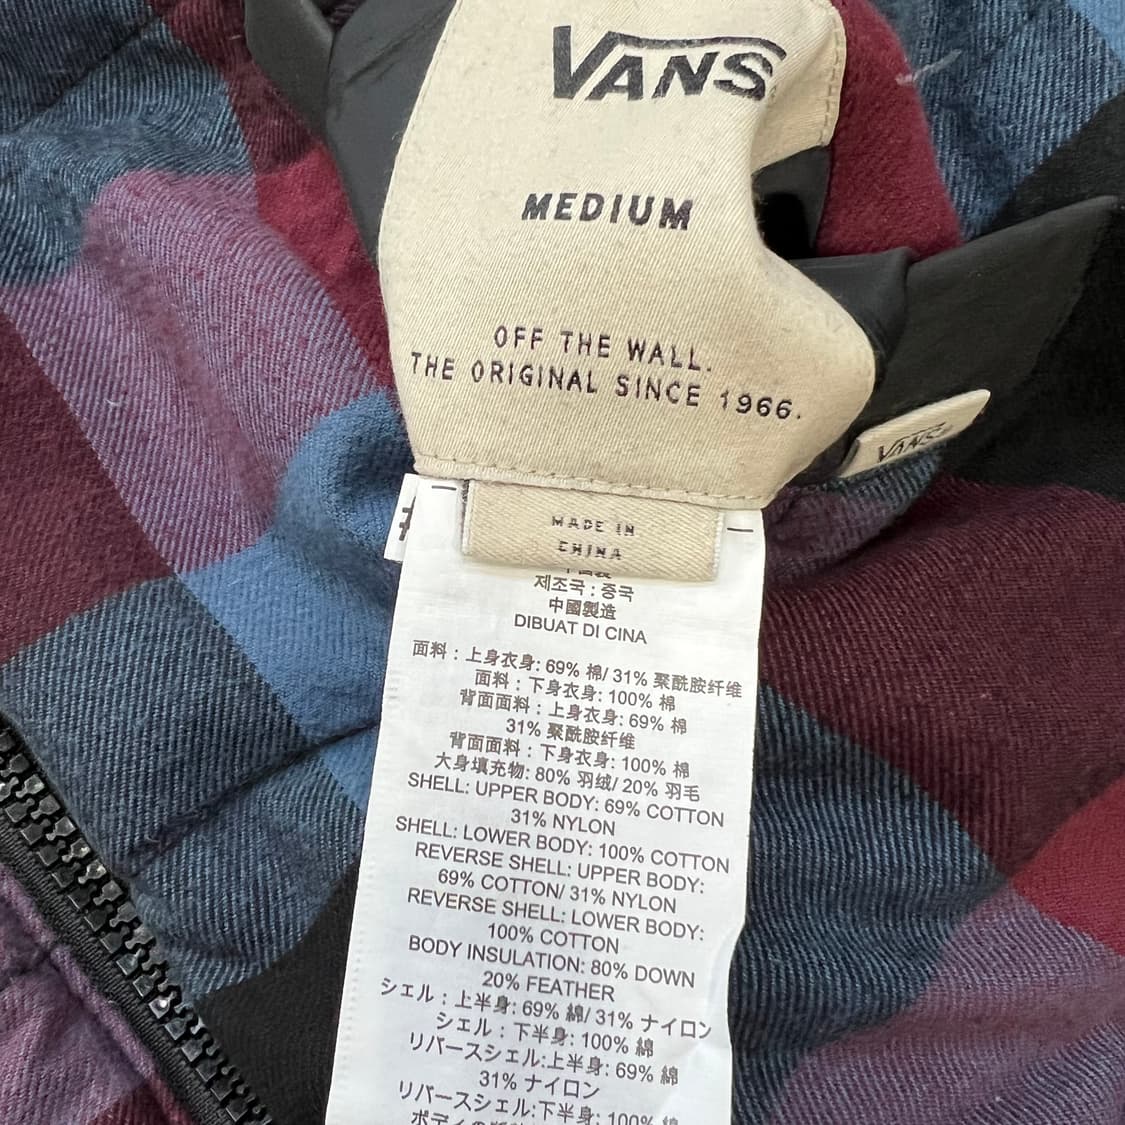 VANS
MEDIUM
OFF THE WALL.
THE ORIGINAL SINCE 1966.
VANS
MADE IN
CHINA
제조국 : 중국
中國製造
DIBUAT DI CINA
面料：上身衣身: 69% 棉/ 31% 聚酰胺纤维
面料：下身衣身: 100% 棉
背面面料：上身衣身: 69% 棉
31% 聚酰胺纤维
背面面料：下身衣身: 100% 棉
大身填充物: 80% 羽绒/ 20% 羽毛
SHELL: UPPER BODY: 69% COTTON
31% NYLON
SHELL: LOWER BODY: 100% COTTON
REVERSE SHELL: UPPER BODY:
69% COTTON/ 31% NYLON
REVERSE SHELL: LOWER BODY:
100% COTTON
BODY INSULATION: 80% DOWN
20% FEATHER
シェル：上半身: 69% 綿/ 31% ナイロン
シェル：下半身: 100% 綿
リバースシェル:上半身: 69% 綿
31% ナイロン
リバースシェル:下半身: 100% 綿